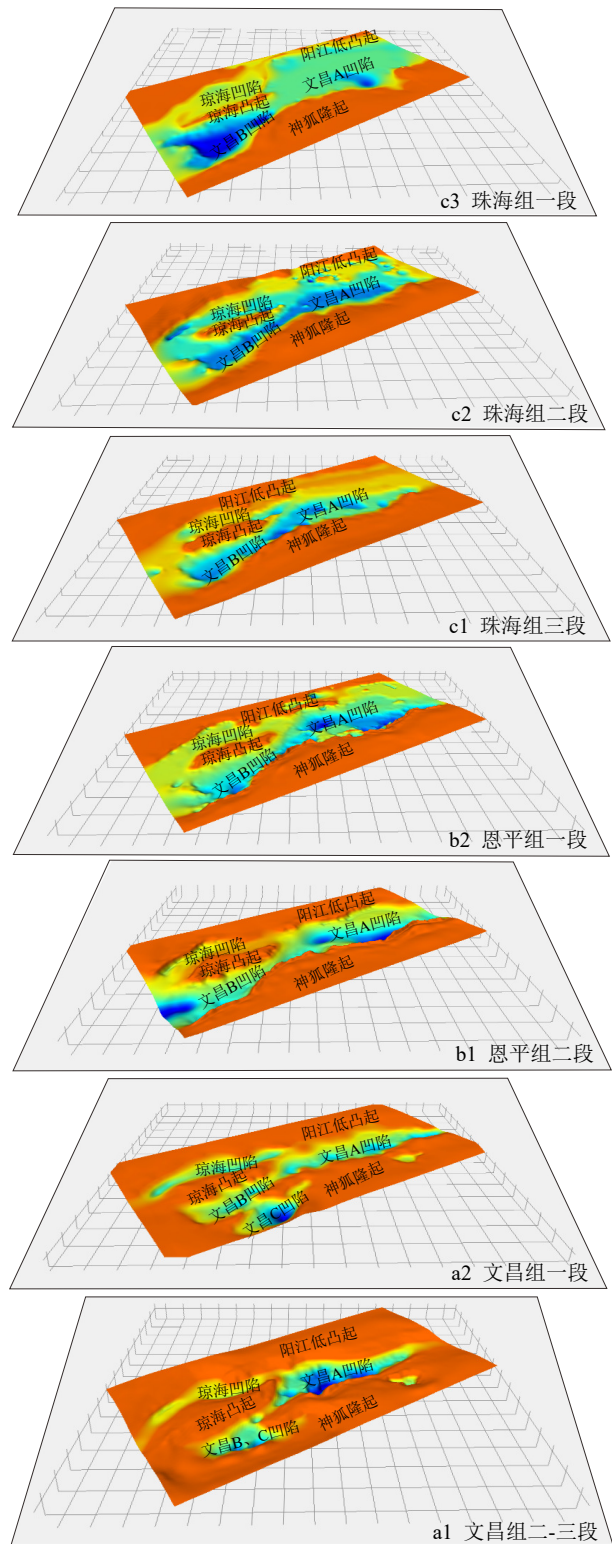 阳江低凸起
文昌A凹陷
琼海凹陷
琼海凸起
文昌B凹陷
神狐隆起
c3 珠海组一段
阳江低凸起
文昌A凹陷
琼海凹陷
琼海凸起
文昌B凹陷
神狐隆起
c2 珠海组二段
阳江低凸起
文昌A凹陷
琼海凹陷
琼海凸起
文昌B凹陷
神狐隆起
c1 珠海组三段
阳江低凸起
文昌A凹陷
琼海凹陷
琼海凸起
文昌B凹陷
神狐隆起
b2 恩平组一段
阳江低凸起
文昌A凹陷
琼海凹陷
琼海凸起
文昌B凹陷
神狐隆起
b1 恩平组二段
阳江低凸起
文昌A凹陷
琼海凹陷
琼海凸起
文昌B凹陷
文昌C凹陷
神狐隆起
a2 文昌组一段
阳江低凸起
文昌A凹陷
琼海凹陷
琼海凸起
文昌B、C凹陷
神狐隆起
a1 文昌组二-三段